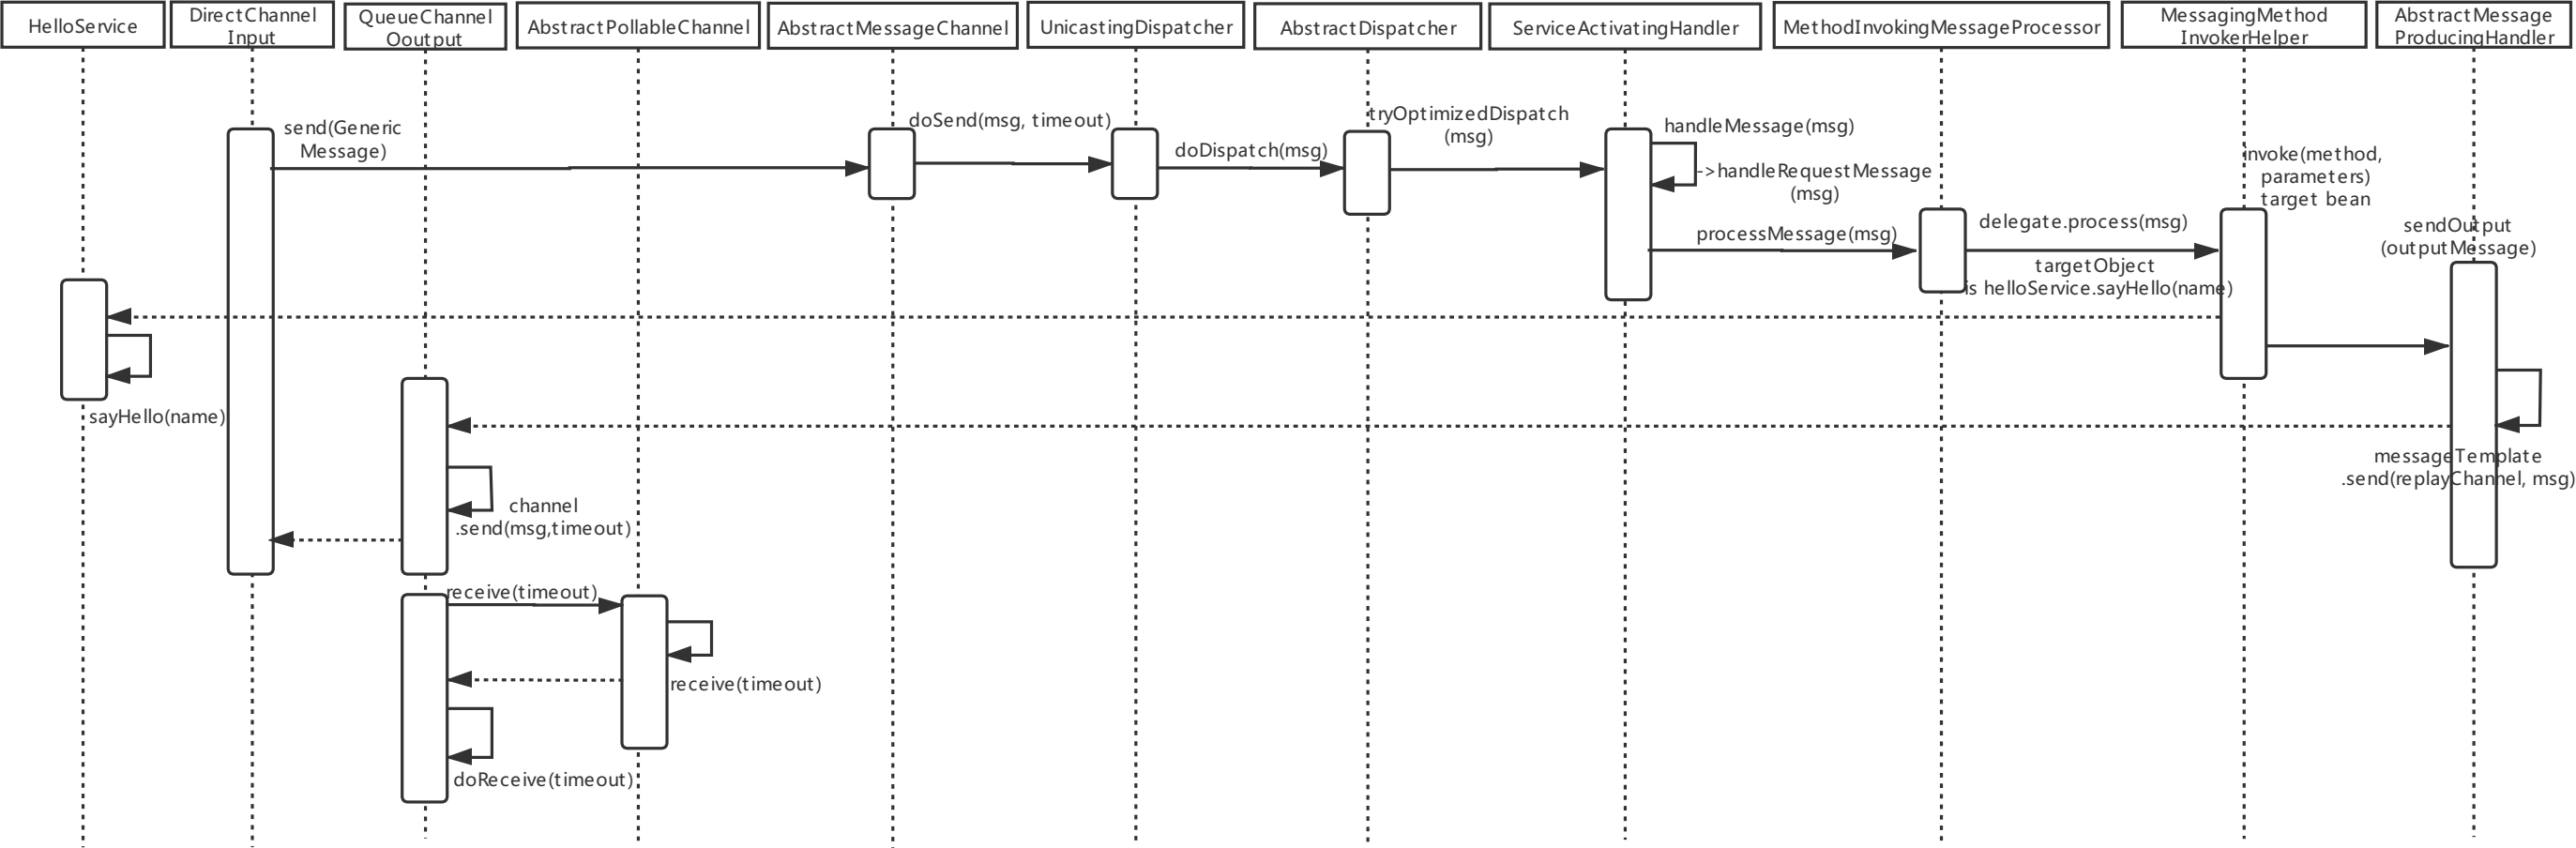 HelloService
DirectChannel
Input
QueueChannel
Ooutput
AbstractPollableChannel
AbstractMessageChannel
UnicastingDispatcher
AbstractDispatcher
ServiceActivatingHandler
MethodInvokingMessageProcessor
MessagingMethod
InvokerHelper
AbstractMessage
ProducingHandler
send(Generic
Message)
doSend(msg, timeout)
doDispatch(msg)
tryOptimizedDispatch
(msg)
handleMessage(msg)
->handleRequestMessage
(msg)
processMessage(msg)
delegate.process(msg)
targetObject
is helloService.sayHello(name)
invoke(method,
parameters)
target bean
sendOutput
(outputMessage)
sayHello(name)
messageTemplate
.send(replayChannel, msg)
channel
.send(msg,timeout)
receive(timeout)
receive(timeout)
doReceive(timeout)